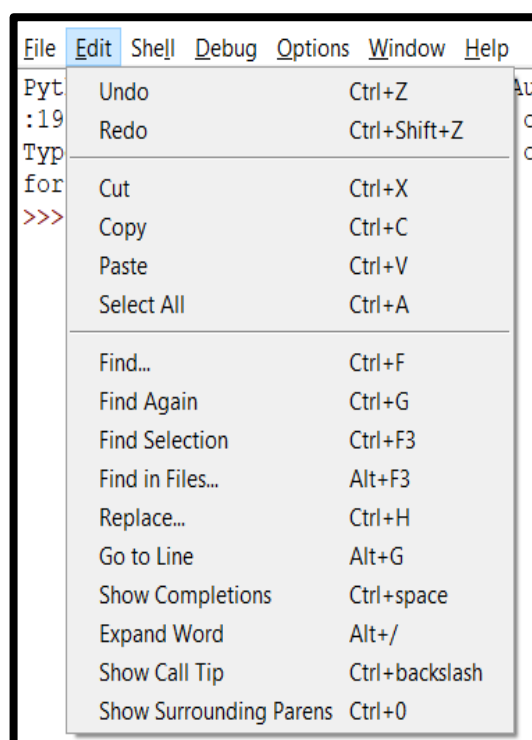 File Edit Shell Debug Options Window Help
Pyt Au
:19
Typ
for
>>>
Undo Ctrl+Z
Redo Ctrl+Shift+Z
Cut Ctrl+X
Copy Ctrl+C
Paste Ctrl+V
Select All Ctrl+A
Find... Ctrl+F
Find Again Ctrl+G
Find Selection Ctrl+F3
Find in Files... Alt+F3
Replace... Ctrl+H
Go to Line Alt+G
Show Completions Ctrl+space
Expand Word Alt+/
Show Call Tip Ctrl+backslash
Show Surrounding Parens Ctrl+0